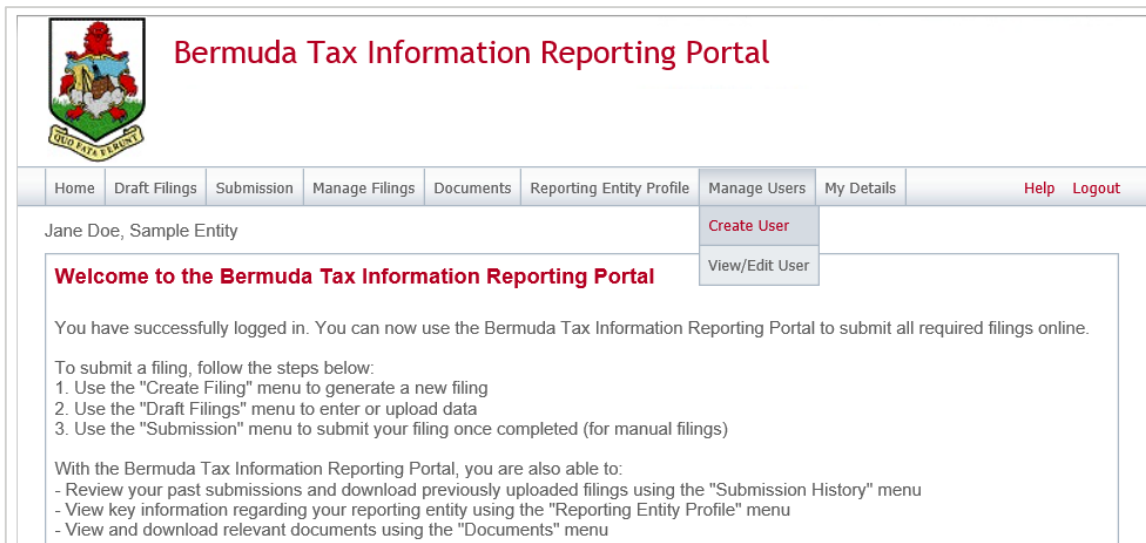 Bermuda Tax Information Reporting Portal
QUO FATA FERUNT
Home Draft Filings Submission Manage Filings Documents Reporting Entity Profile Manage Users My Details Help Logout
Create User
View/Edit User
Jane Doe, Sample Entity
Welcome to the Bermuda Tax Information Reporting Portal
You have successfully logged in. You can now use the Bermuda Tax Information Reporting Portal to submit all required filings online.
To submit a filing, follow the steps below:
1. Use the "Create Filing" menu to generate a new filing
2. Use the "Draft Filings" menu to enter or upload data
3. Use the "Submission" menu to submit your filing once completed (for manual filings)
With the Bermuda Tax Information Reporting Portal, you are also able to:
- Review your past submissions and download previously uploaded filings using the "Submission History" menu
- View key information regarding your reporting entity using the "Reporting Entity Profile" menu
- View and download relevant documents using the "Documents" menu